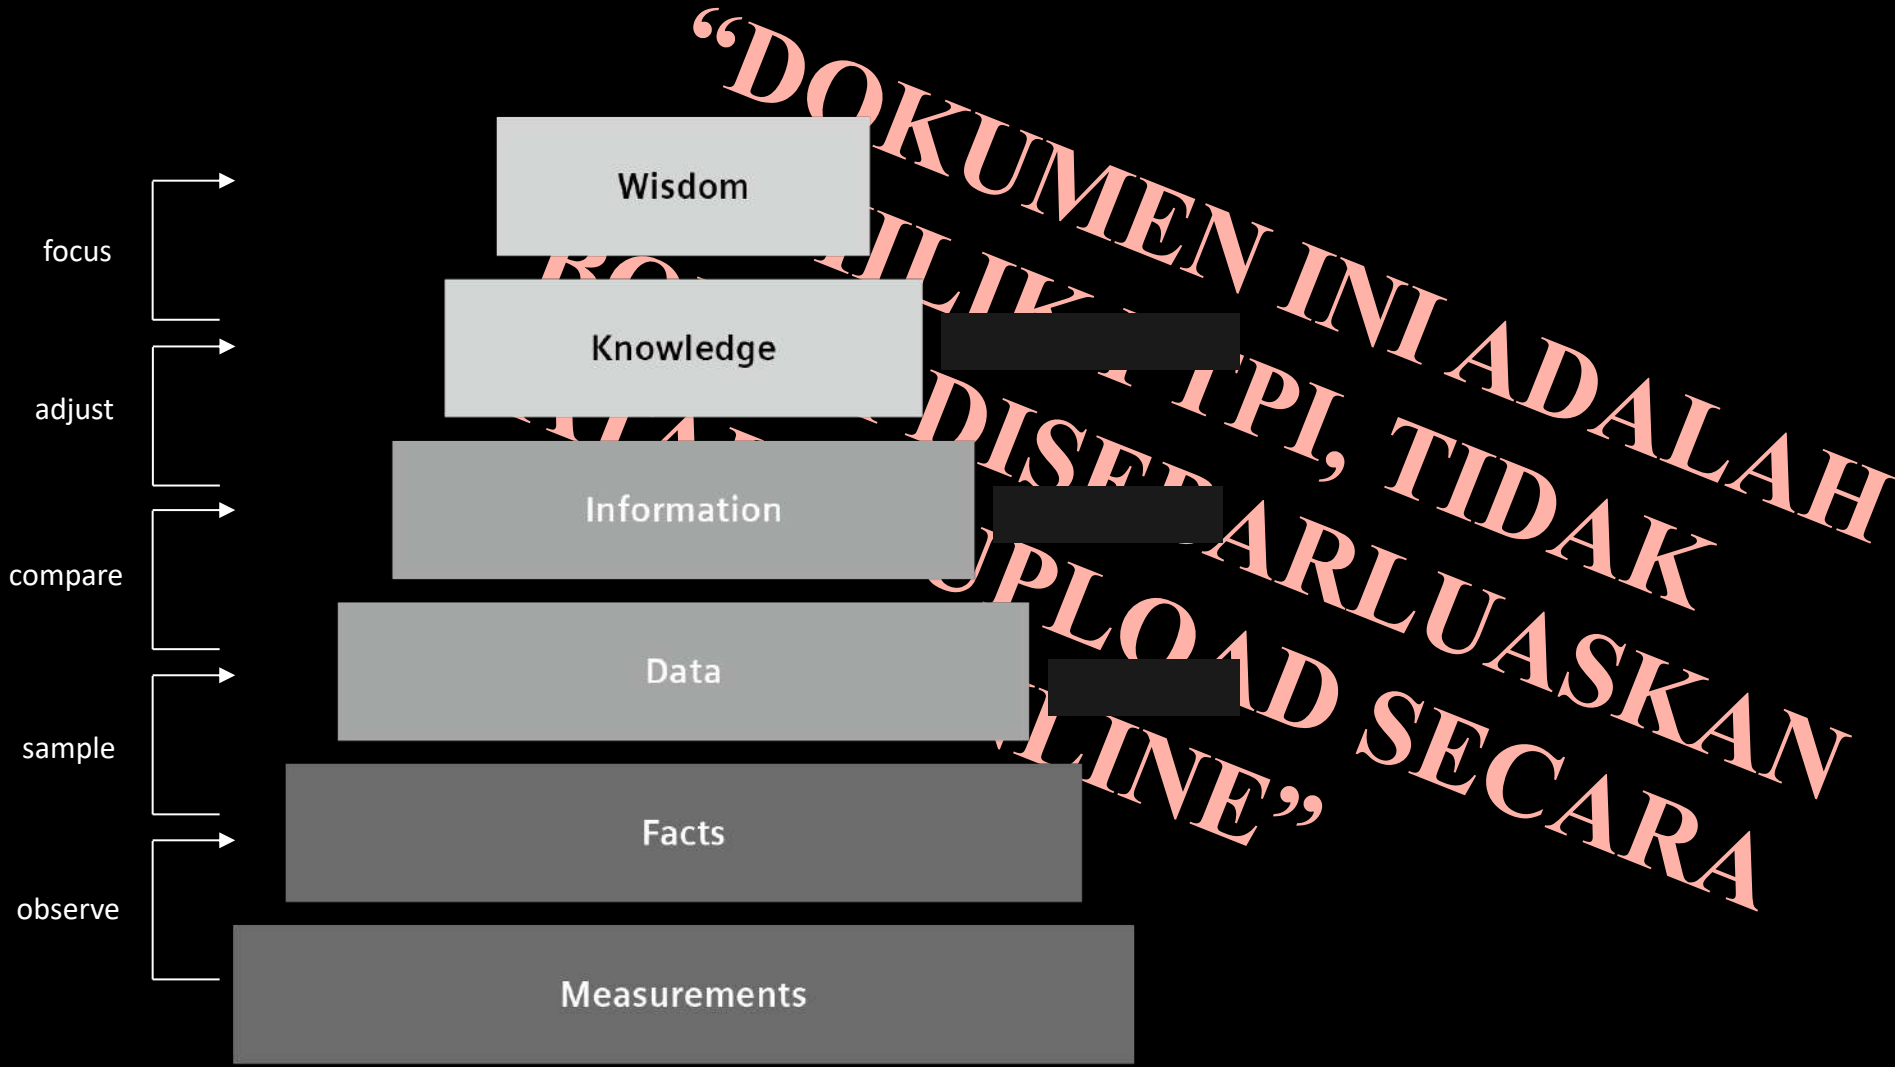 “DOKUMEN INI ADALAH
TPI, TIDAK
DISEBARLUASKAN
UPLOAD SECARA
Wisdom
focus
Knowledge
adjust
Information
compare
Data
sample
Facts
observe
Measurements